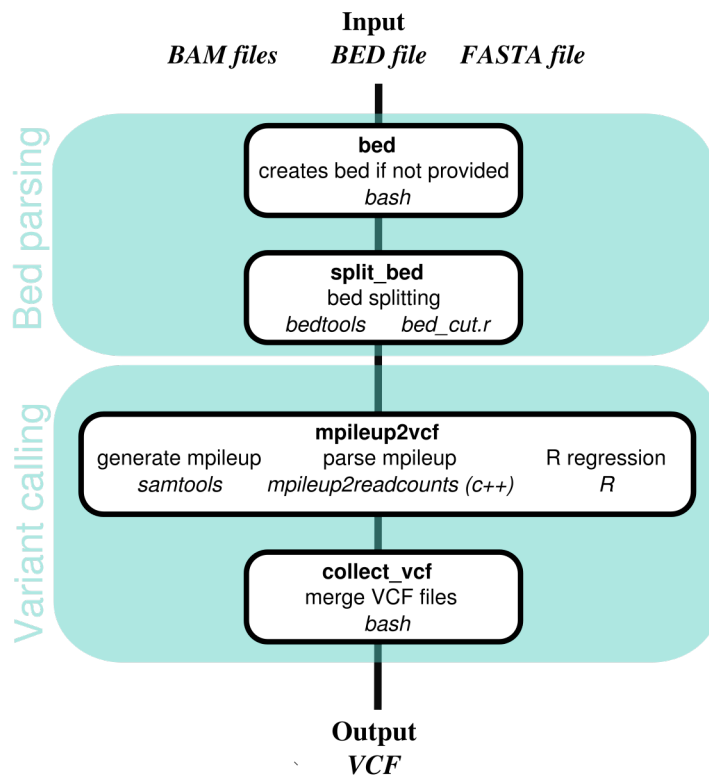 Input
BAM files BED file FASTA file
Bed parsing
bed
creates bed if not provided
bash
split_bed
bed splitting
bedtools bed_cut.r
Variant calling
mpileup2vcf
generate mpileup parse mpileup R regression
samtools mpileup2readcounts (c++) R
collect_vcf
merge VCF files
bash
Output
` VCF